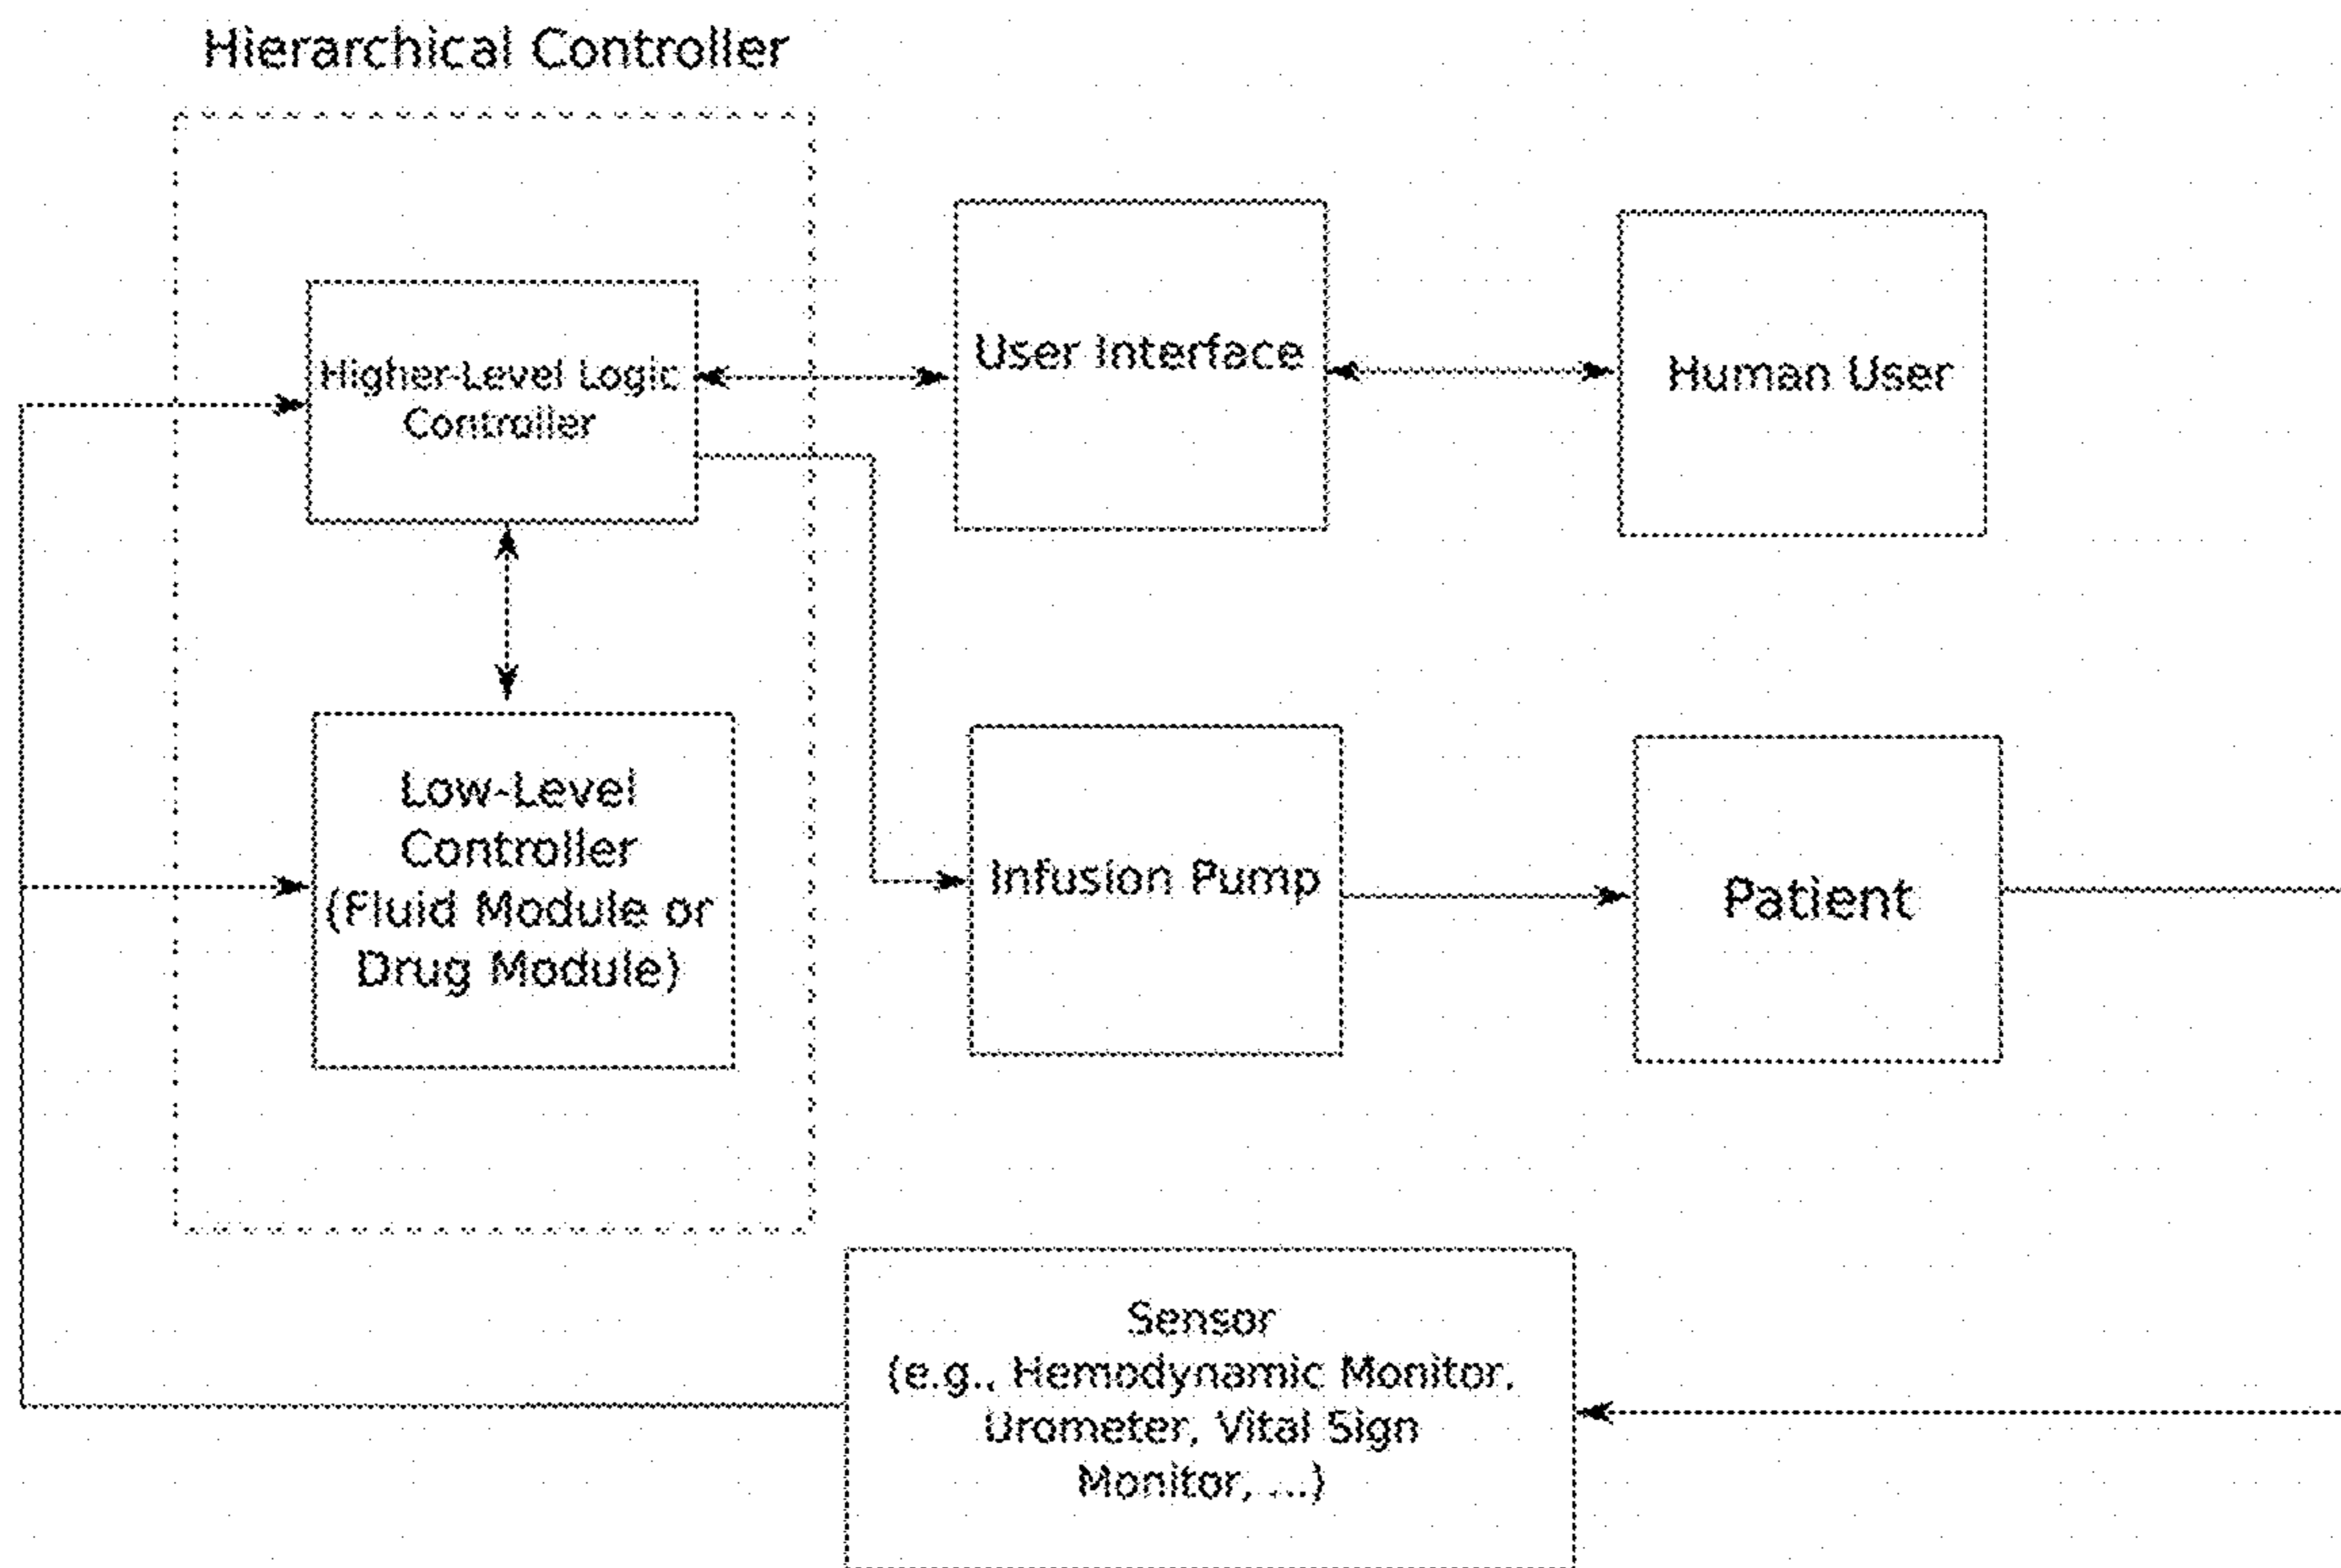 Hierarchical Controller
Higher-Level Logic
Controller
User Interface
Human User
Low-Level
Controller
(Fluid Module or
Drug Module)
Infusion Pump
Patient
Sensor
(e.g., Hemodynamic Monitor,
Urometer, Vital Sign
Monitor, ...)